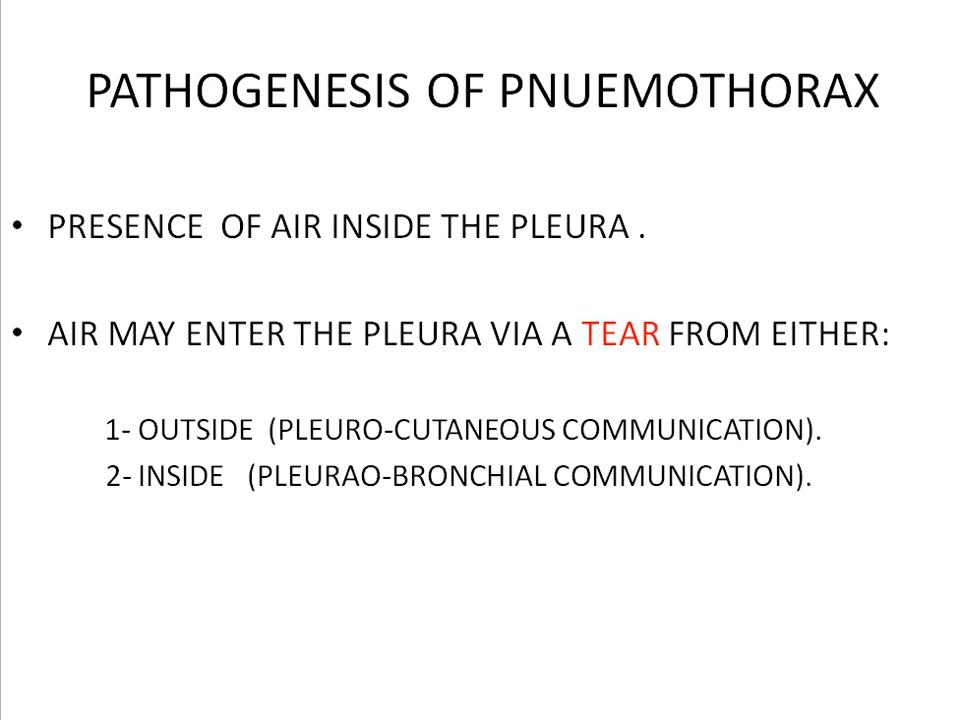 PATHOGENESIS OF PNUEMOTHORAX
• PRESENCE OF AIR INSIDE THE PLEURA .
• AIR MAY ENTER THE PLEURA VIA A TEAR FROM EITHER:
1- OUTSIDE (PLEURO-CUTANEOUS COMMUNICATION).
2- INSIDE (PLEURAO-BRONCHIAL COMMUNICATION).